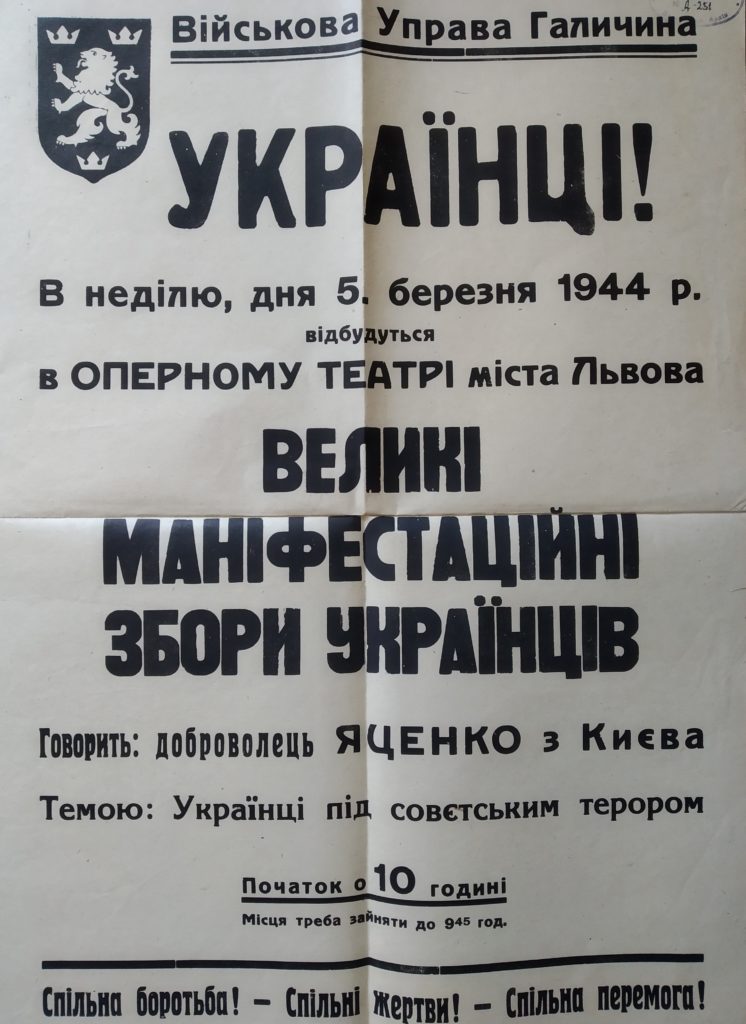 А-251
Військова Управа Галичина
УКРАЇНЦІ!
В неділю, дня 5. березня 1944 р.
відбудуться
в ОПЕРНОМУ ТЕАТРІ міста Львова
ВЕЛИКІ
МАНІФЕСТАЦІЙНІ
ЗБОРИ УКРАЇНЦІВ
Говорить: доброволець ЯЦЕНКО з Києва
Темою: Українці під совєтським терором
Початок о 10 годині
Місця треба зайняти до 9⁴⁵ год.
Спільна боротьба! – Спільні жертви! – Спільна перемога!